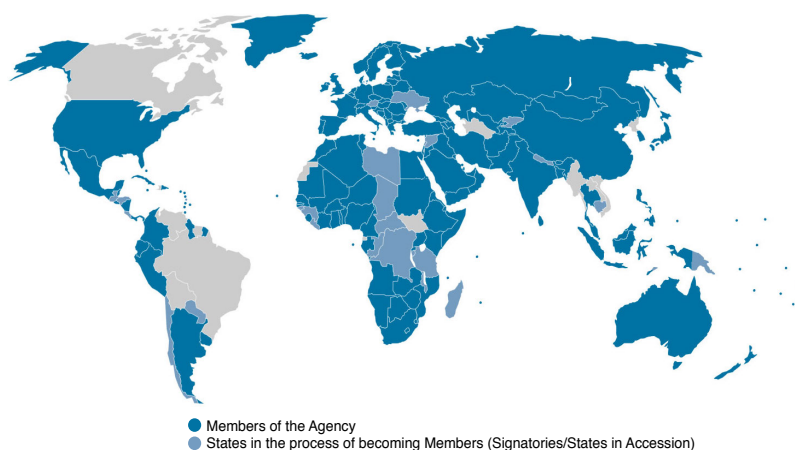 Members of the Agency
States in the process of becoming Members (Signatories/States in Accession)